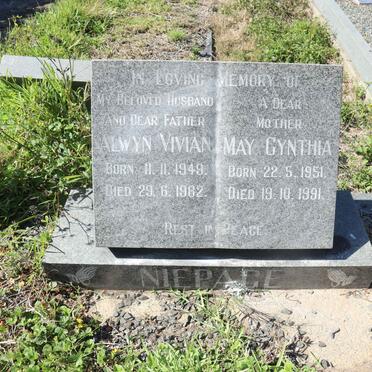 IN LOVING MEMORY OF
MY BELOVED HUSBAND
AND DEAR FATHER
ALWYN VIVIAN
BORN: 11.11.1949.
DIED 29.6.1982.
A DEAR
MOTHER
MAY CYNTHIA
BORN: 22.5.1951.
DIED 19.10.1991.
REST IN PEACE
NIEPAGE